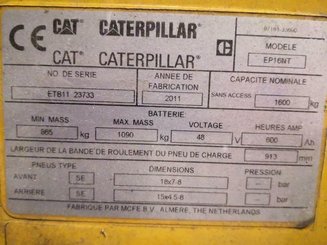 CE CAT CATERPILLAR
CAT CATERPILLAR
MODELE
EP16NT
NO. DE SERIE
ETB11 23733
ANNEE DE FABRICATION
2011
CAPACITE NOMINALE
SANS ACCESS. 1600 kg
BATTERIE:
MIN. MASS MAX. MASS VOLTAGE HEURES AMP
865 kg 1090 kg 48 V 600 Ah
LARGEUR DE LA BANDE DE ROULEMENT DU PNEU DE CHARGE 913 mm
PNEUS TYPE DIMENSIONS PRESSION
AVANT SE 18x7-8 bar
ARRIERE SE 15x4.5-8 bar
FABRIQUE PAR MCFE B.V. ALMERE, THE NETHERLANDS